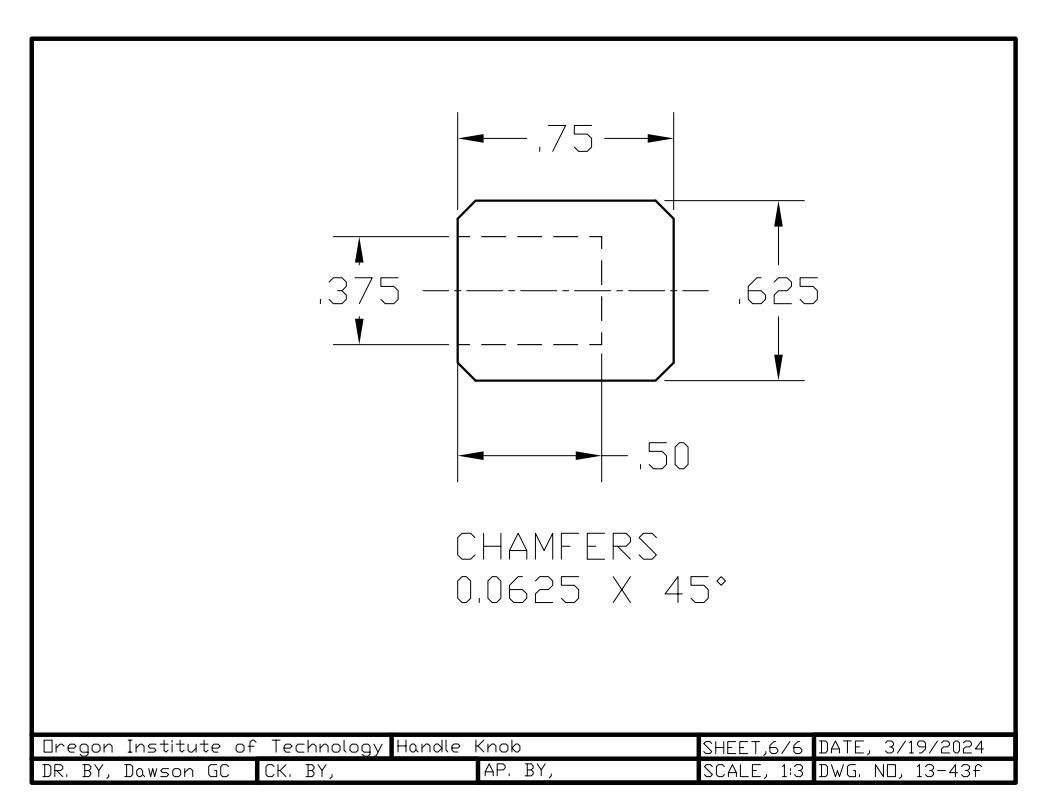 .75
.375
.625
.50
CHAMFERS
0.0625 X 45°
Oregon Institute of Technology Handle Knob SHEET,6/6 DATE, 3/19/2024
DR. BY, Dawson GC CK. BY, AP. BY, SCALE, 1:3 DWG. NO, 13-43f